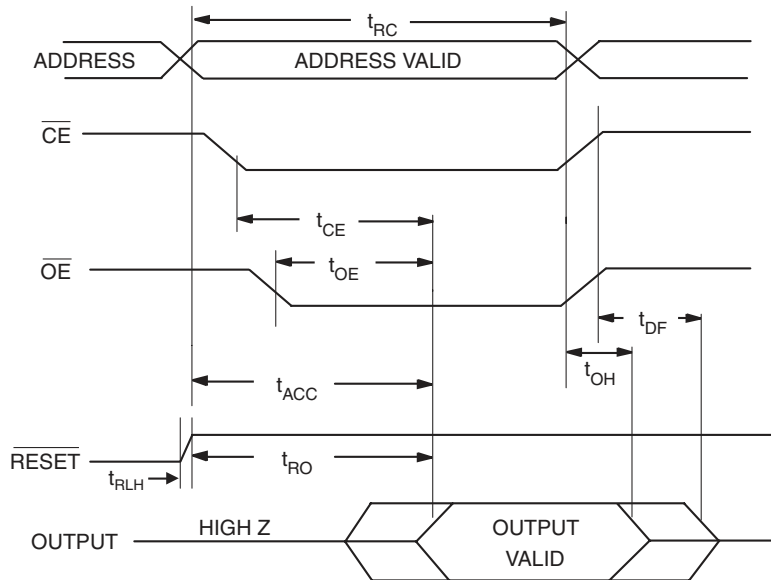 tRC
ADDRESS
ADDRESS VALID
CE
tCE
OE
tOE
tDF
tOH
tACC
RESET
tRO
tRLH
HIGH Z
OUTPUT
OUTPUT
VALID